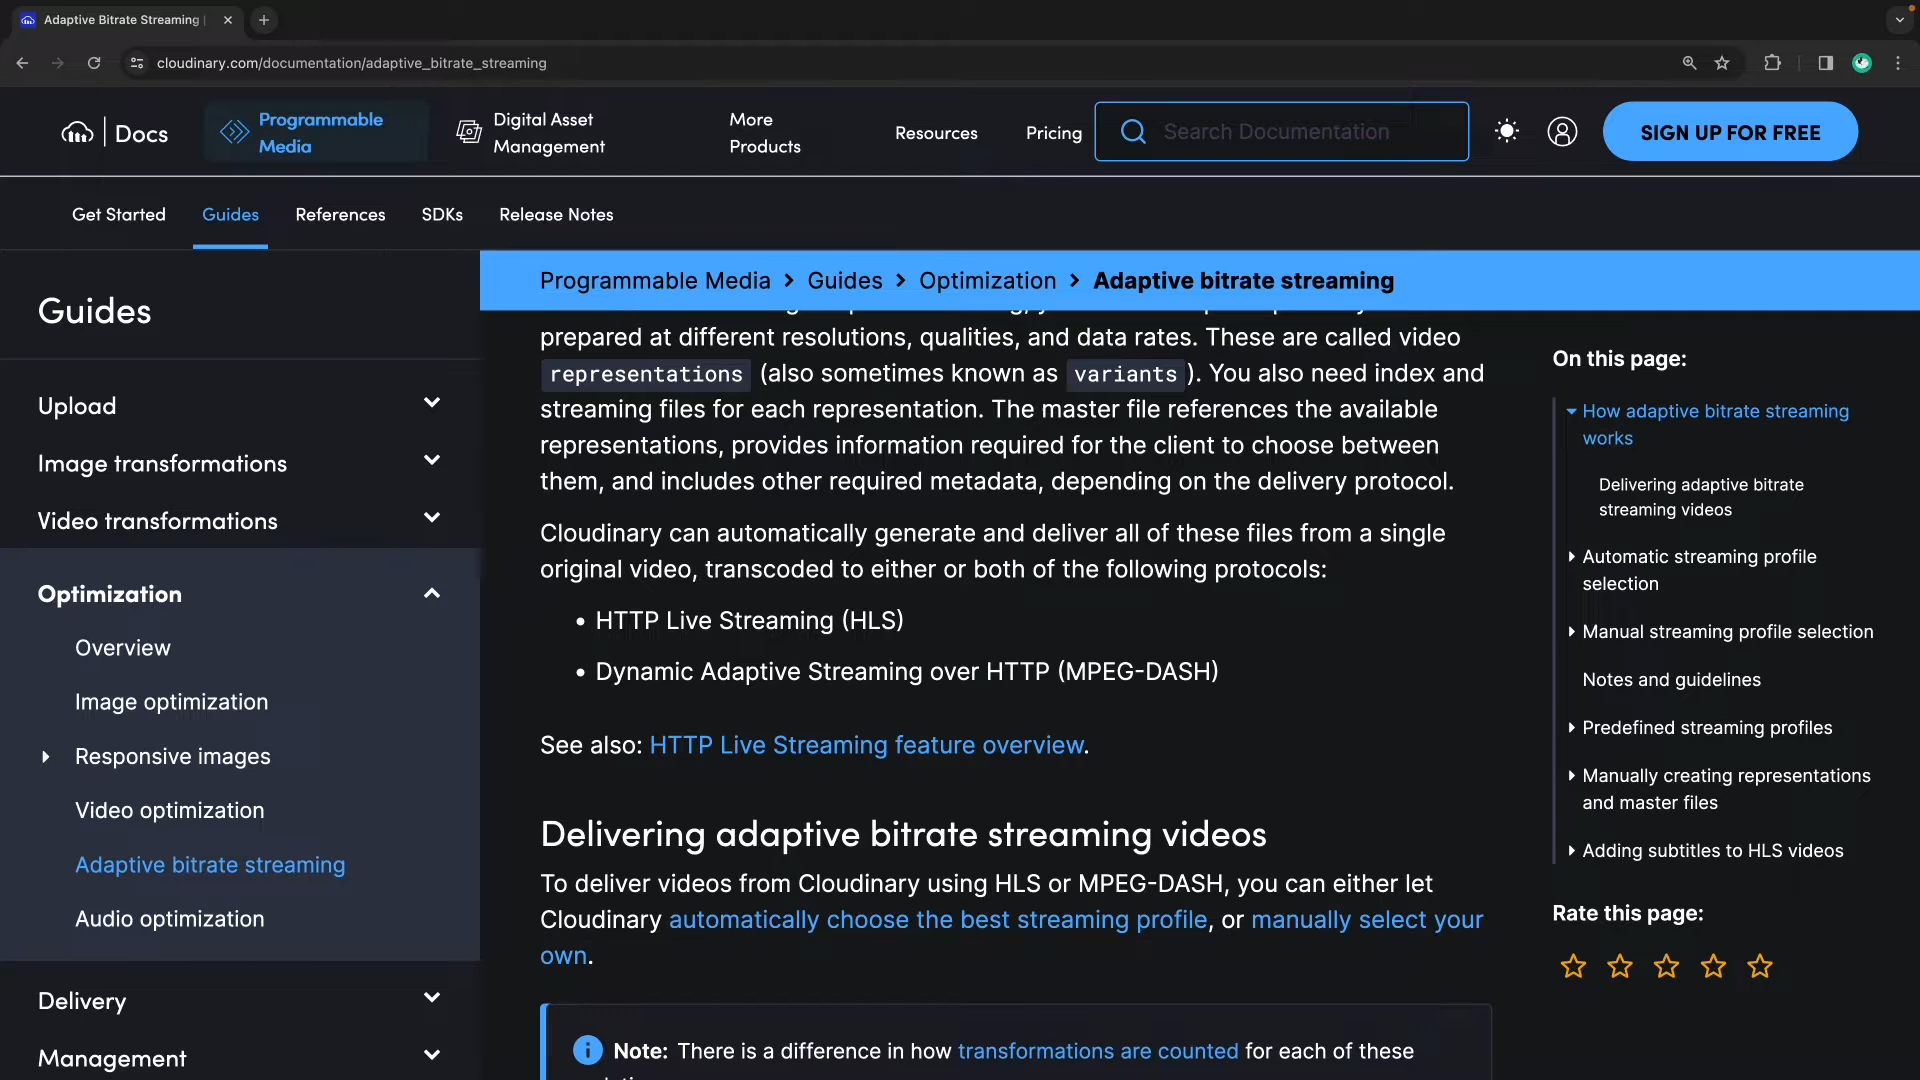 Adaptive Bitrate Streaming |
cloudinary.com/documentation/adaptive_bitrate_streaming
Docs
Programmable
Media
Digital Asset
Management
More
Products
Resources
Pricing
Search Documentation
SIGN UP FOR FREE
Get Started
Guides
References
SDKs
Release Notes
Programmable Media > Guides > Optimization > Adaptive bitrate streaming
Guides
Upload
Image transformations
Video transformations
Optimization
Overview
Image optimization
Responsive images
Video optimization
Adaptive bitrate streaming
Audio optimization
Delivery
Management
prepared at different resolutions, qualities, and data rates. These are called video
representations (also sometimes known as variants). You also need index and
streaming files for each representation. The master file references the available
representations, provides information required for the client to choose between
them, and includes other required metadata, depending on the delivery protocol.
Cloudinary can automatically generate and deliver all of these files from a single
original video, transcoded to either or both of the following protocols:
• HTTP Live Streaming (HLS)
• Dynamic Adaptive Streaming over HTTP (MPEG-DASH)
See also: HTTP Live Streaming feature overview.
Delivering adaptive bitrate streaming videos
To deliver videos from Cloudinary using HLS or MPEG-DASH, you can either let
Cloudinary automatically choose the best streaming profile, or manually select your
own.
Note: There is a difference in how transformations are counted for each of these
On this page:
How adaptive bitrate streaming
works
Delivering adaptive bitrate
streaming videos
Automatic streaming profile
selection
Manual streaming profile selection
Notes and guidelines
Predefined streaming profiles
Manually creating representations
and master files
Adding subtitles to HLS videos
Rate this page: